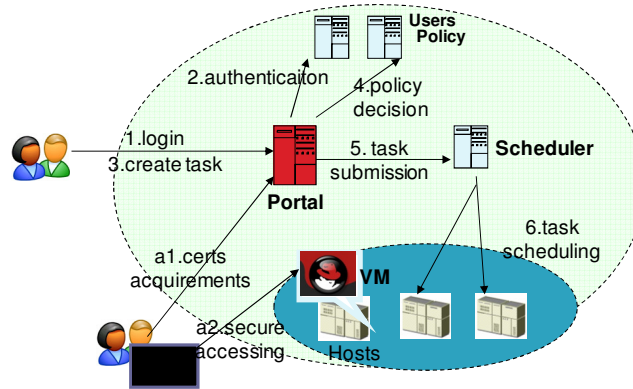 Users
Policy
2.authenticaiton
4.policy
decision
1.login
3.create task
5. task
submission
Scheduler
Portal
6.task
scheduling
a1.certs
acquirements
VM
a2.secure
accessing
Hosts